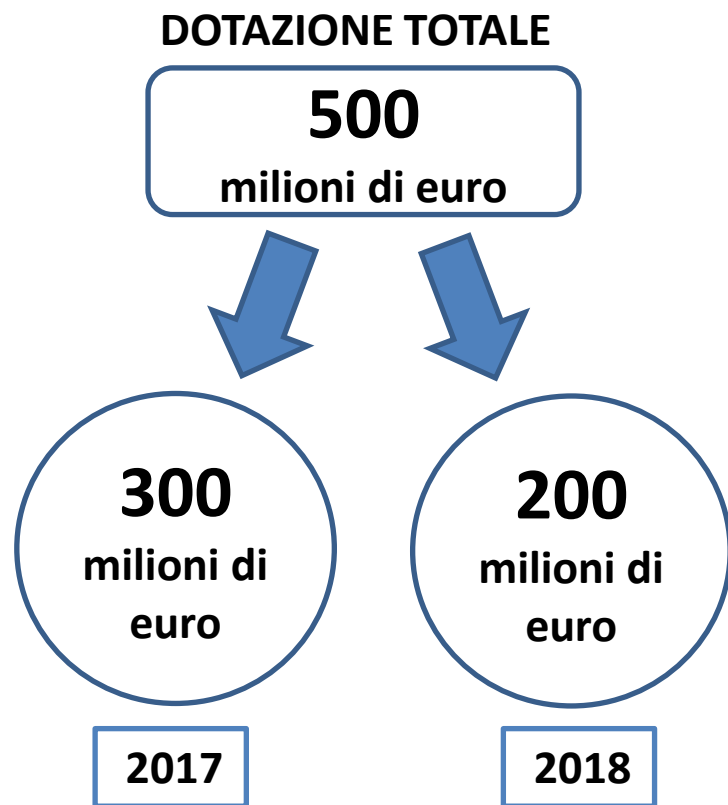 DOTAZIONE TOTALE
500
milioni di euro
300
milioni di
euro
200
milioni di
euro
2017
2018